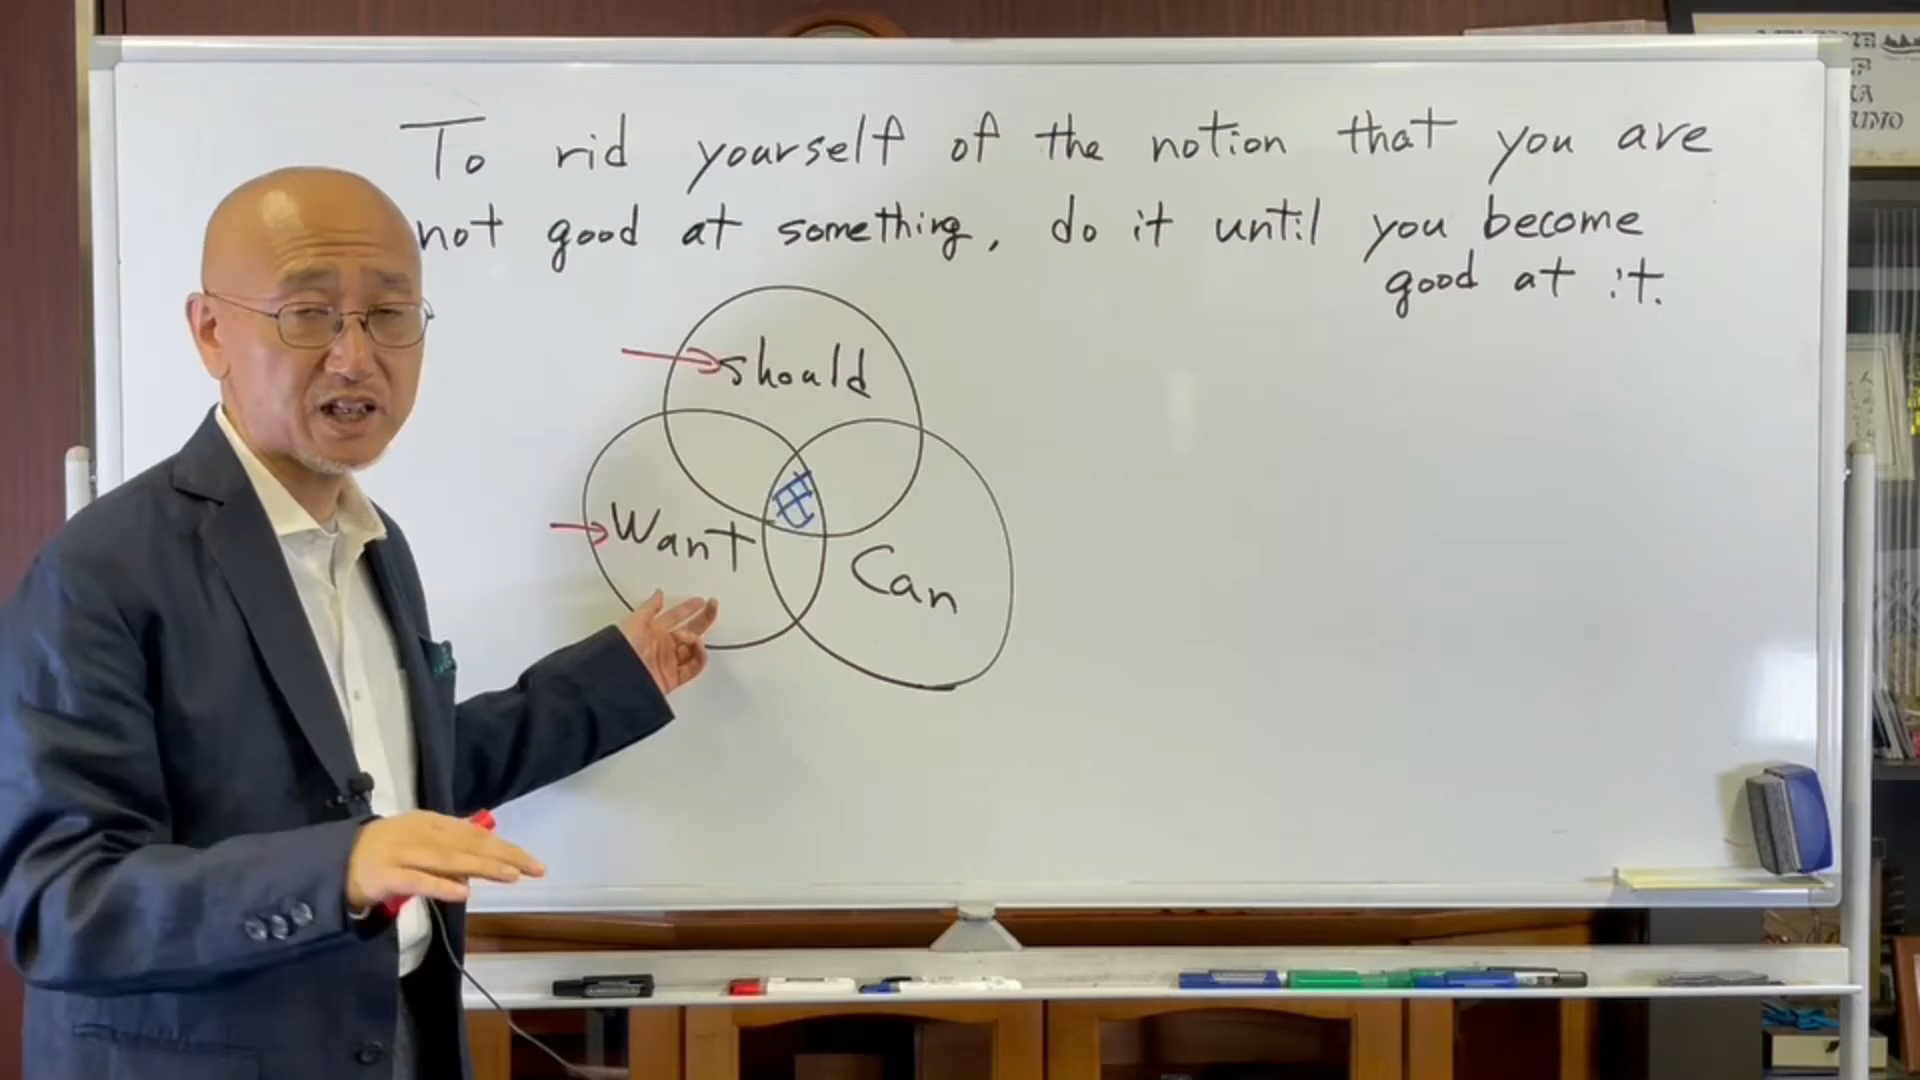 To rid yourself of the notion that you are
not good at something, do it until you become
good at it.
should
Want
Can